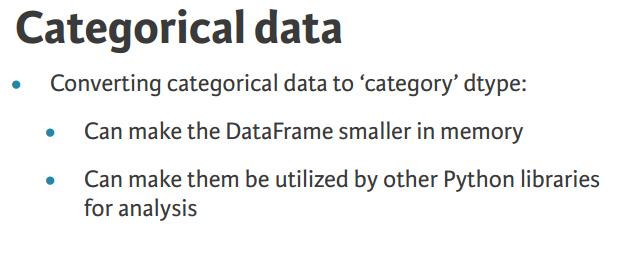 Categorical data
• Converting categorical data to ‘category’ dtype:
• Can make the DataFrame smaller in memory
• Can make them be utilized by other Python libraries
for analysis